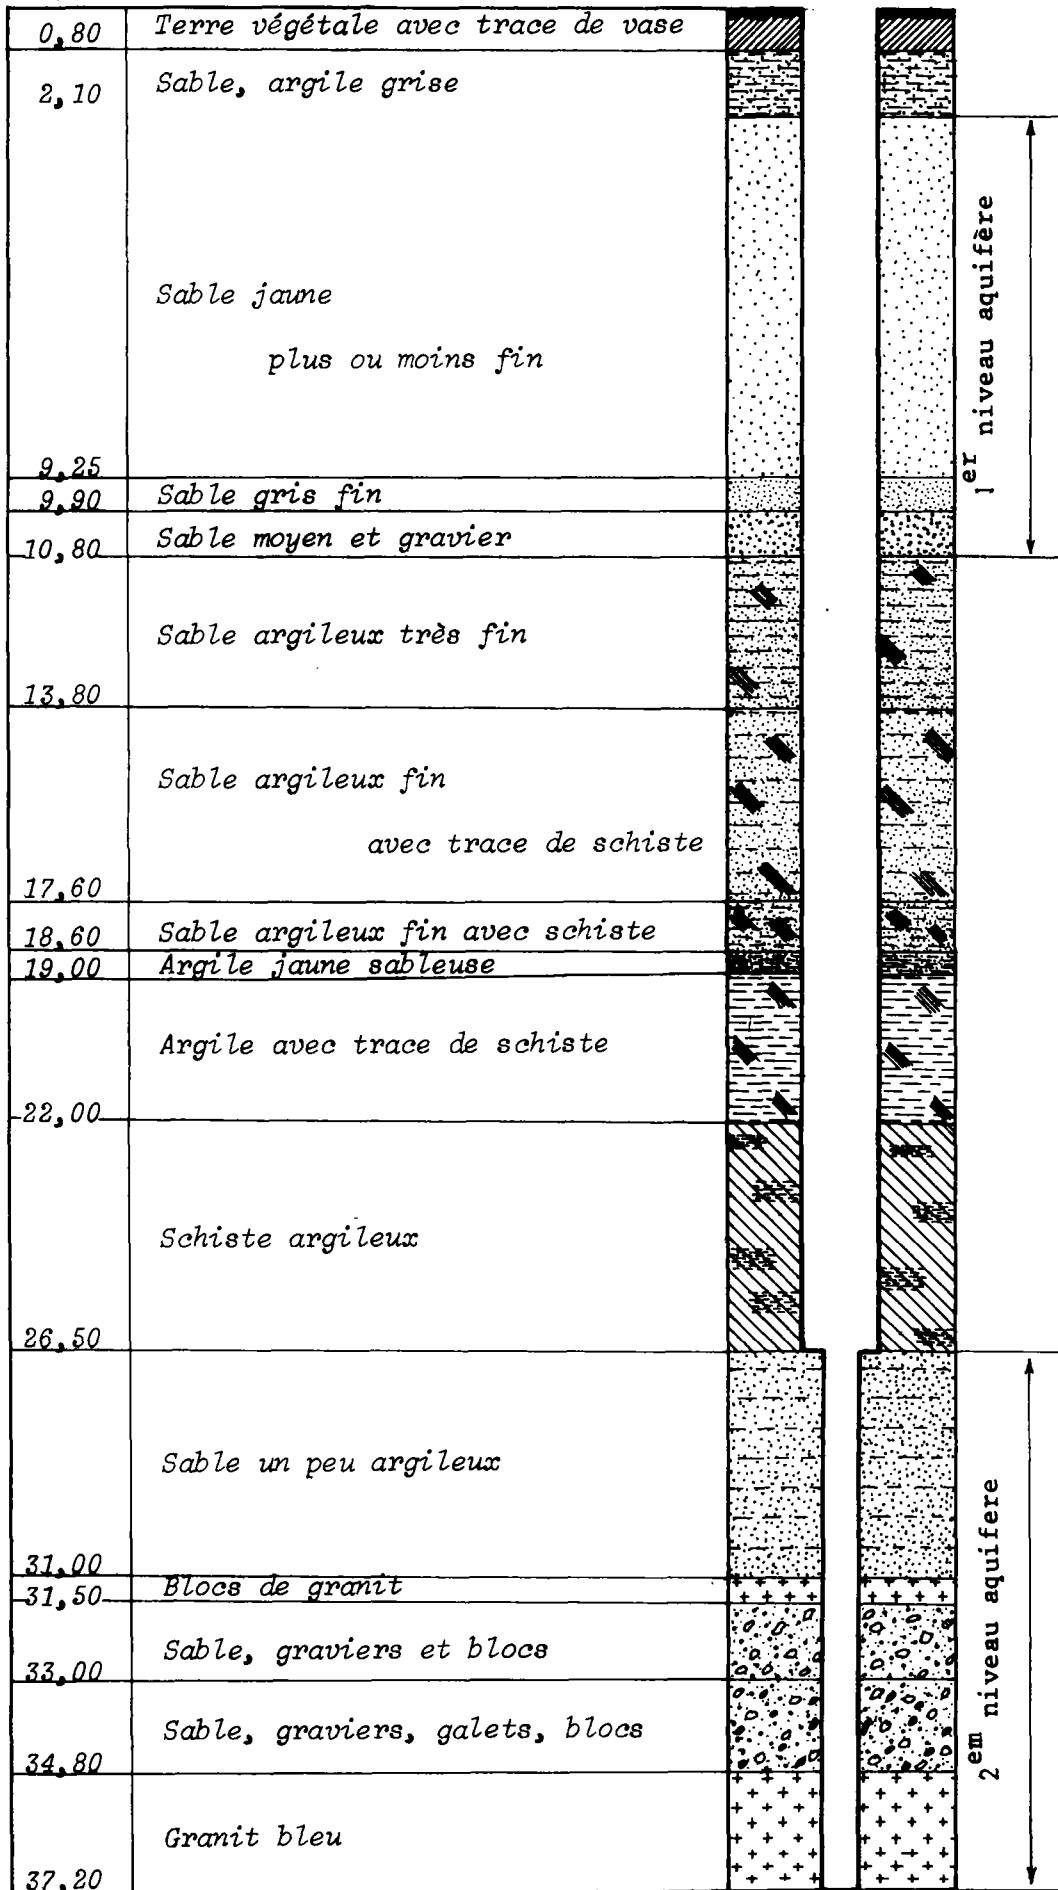 0,80 Terre végétale avec trace de vase
2,10 Sable, argile grise
Sable jaune
plus ou moins fin
9,25
9,90 Sable gris fin
10,80 Sable moyen et gravier
1er niveau aquifère
Sable argileux très fin
13,80
Sable argileux fin
avec trace de schiste
17,60
18,60 Sable argileux fin avec schiste
19,00 Argile jaune sableuse
Argile avec trace de schiste
22,00
Schiste argileux
26,50
Sable un peu argileux
31,00
31,50 Blocs de granit
Sable, graviers et blocs
33,00
Sable, graviers, galets, blocs
34,80
2em niveau aquifere
Granit bleu
37,20